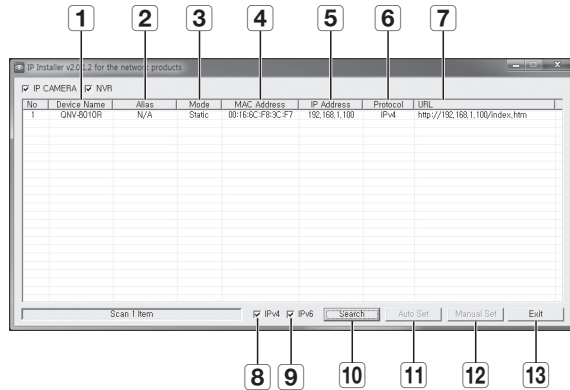 1 2 3 4 5 6 7
IP Installer v2.0.1.2 for the network products
IP CAMERA NVR
No Device Name Alias Mode MAC Address IP Address Protocol URL
1 QNV-8010R N/A Static 00:16:6C:F8:3C:F7 192,168,1,100 IPv4 http://192,168,1,100/index,htm
Scan 1 Item IPv4 IPv6 Search Auto Set Manual Set Exit
8 9 10 11 12 13